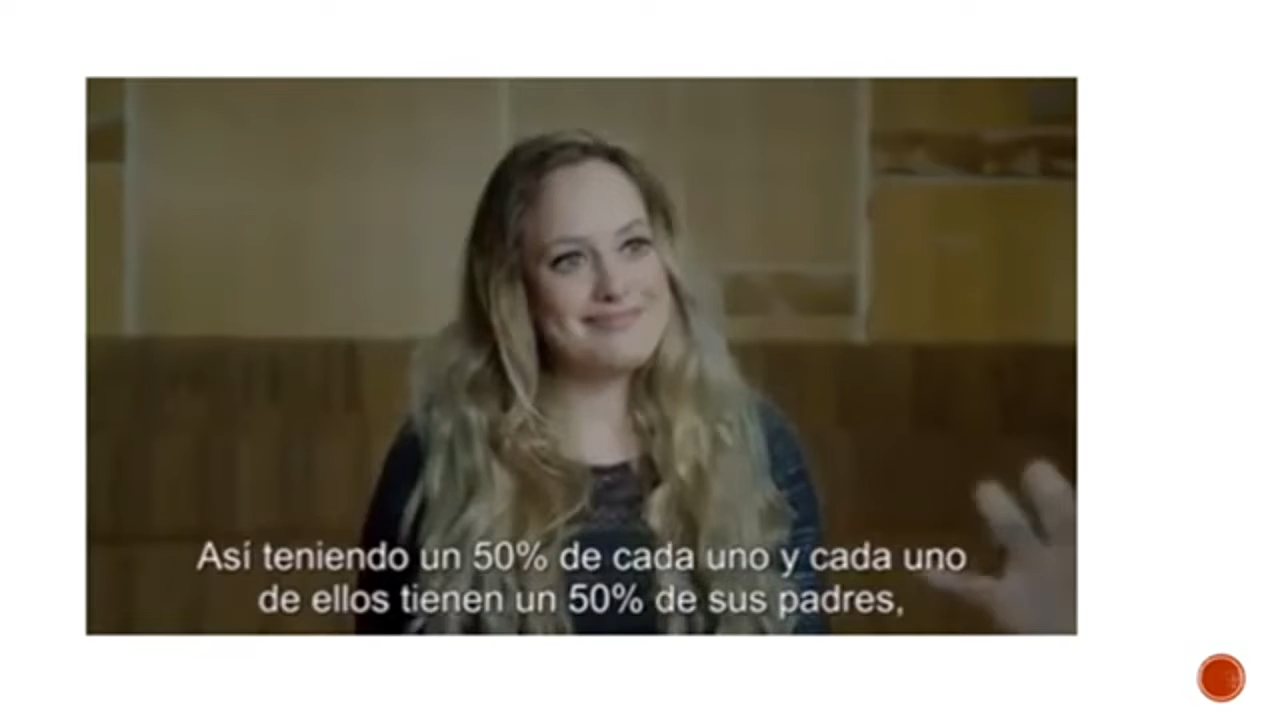 Así teniendo un 50% de cada uno y cada uno
de ellos tienen un 50% de sus padres,